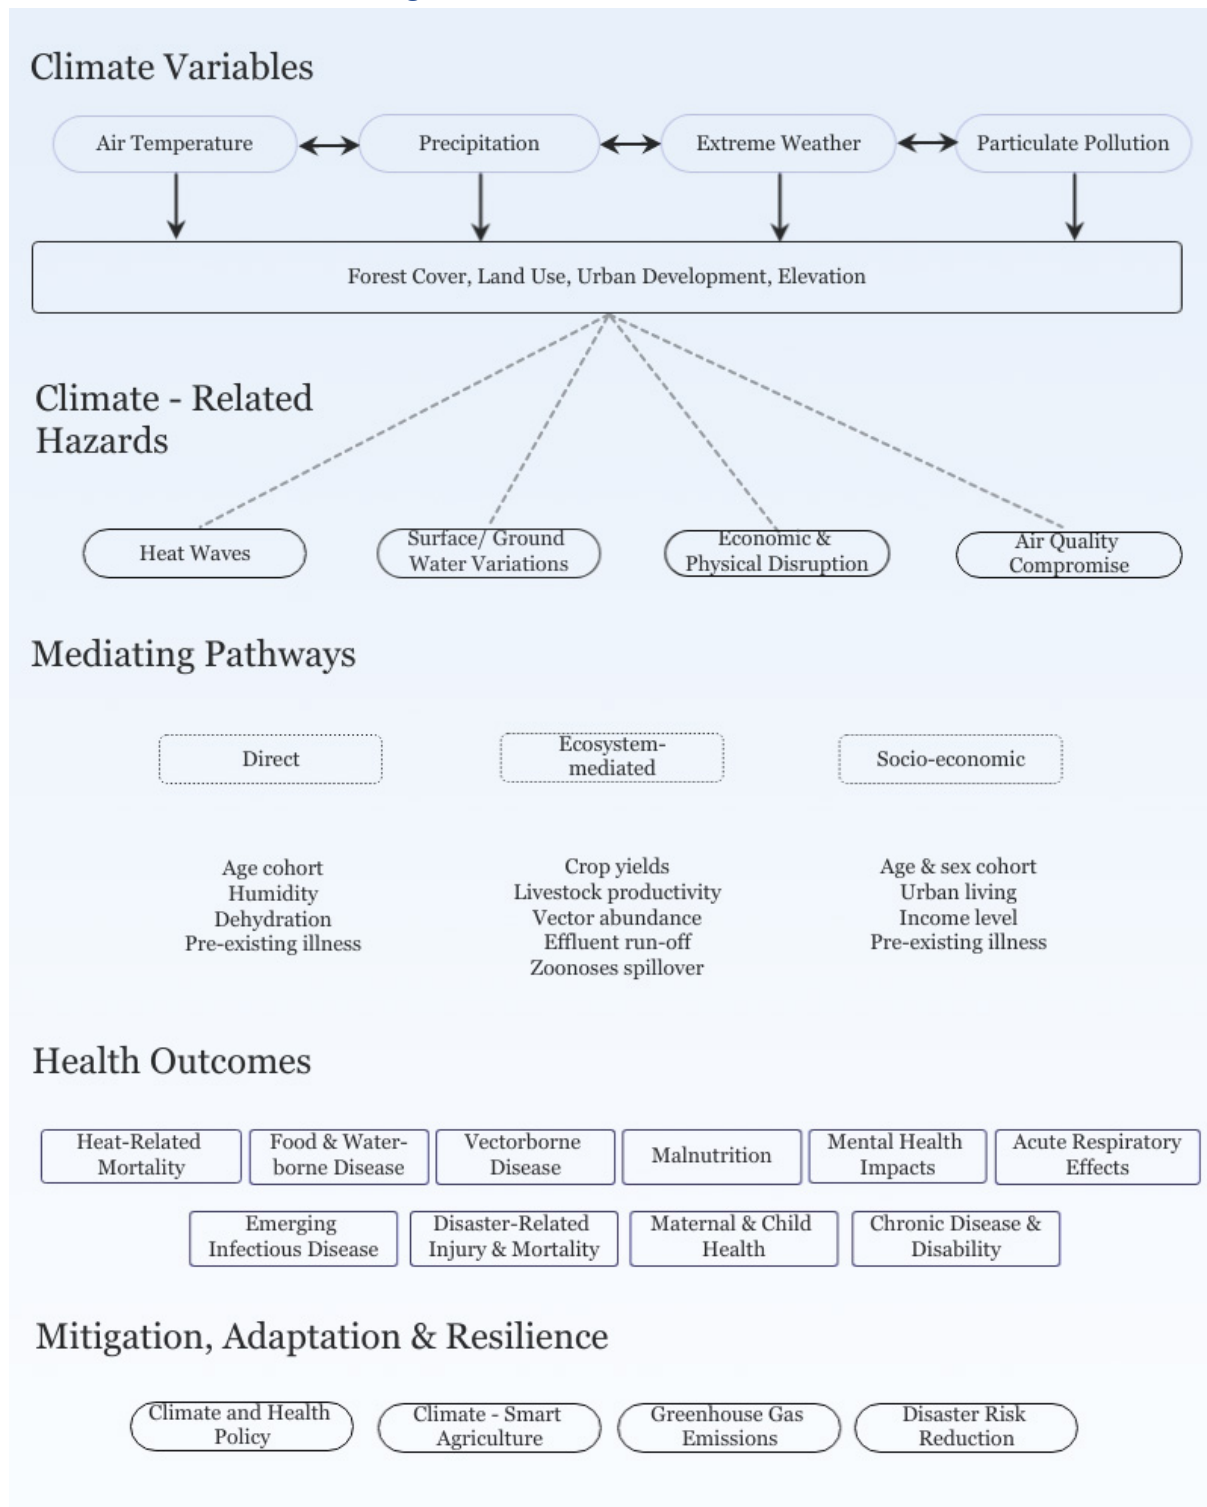 Climate Variables
Air Temperature
Precipitation
Extreme Weather
Particulate Pollution
Forest Cover, Land Use, Urban Development, Elevation
Climate - Related
Hazards
Heat Waves
Surface/ Ground
Water Variations
Economic &
Physical Disruption
Air Quality
Compromise
Mediating Pathways
Direct
Ecosystem-
mediated
Socio-economic
Age cohort
Humidity
Dehydration
Pre-existing illness
Crop yields
Livestock productivity
Vector abundance
Effluent run-off
Zoonoses spillover
Age & sex cohort
Urban living
Income level
Pre-existing illness
Health Outcomes
Heat-Related
Mortality
Food & Water-
borne Disease
Vectorborne
Disease
Malnutrition
Mental Health
Impacts
Acute Respiratory
Effects
Emerging
Infectious Disease
Disaster-Related
Injury & Mortality
Maternal & Child
Health
Chronic Disease &
Disability
Mitigation, Adaptation & Resilience
Climate and Health
Policy
Climate - Smart
Agriculture
Greenhouse Gas
Emissions
Disaster Risk
Reduction